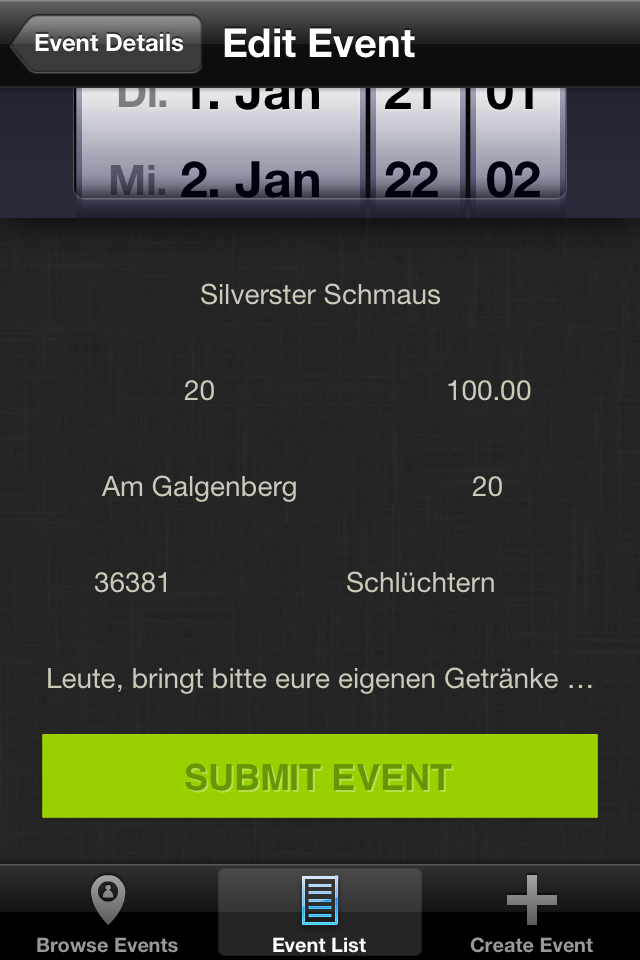 Event Details Edit Event
Di. 1. Jan 21 01
Mi. 2. Jan 22 02
Silverster Schmaus
20 100.00
Am Galgenberg 20
36381 Schlüchtern
Leute, bringt bitte eure eigenen Getränke ...
SUBMIT EVENT
Browse Events Event List Create Event